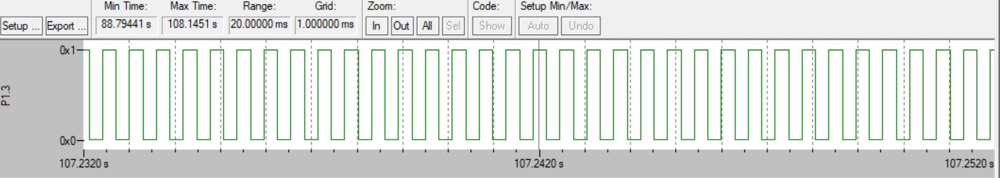 Min Time: Max Time: Range: Grid: Zoom: Code: Setup Min/Max:
Setup ... Export ... 88.79441 s 108.1451 s 20.00000 ms 1.000000 ms In Out All Sel Show Auto Undo
0x1
P1.3
0x0
107.2320 s 107.2420 s 107.2520 s